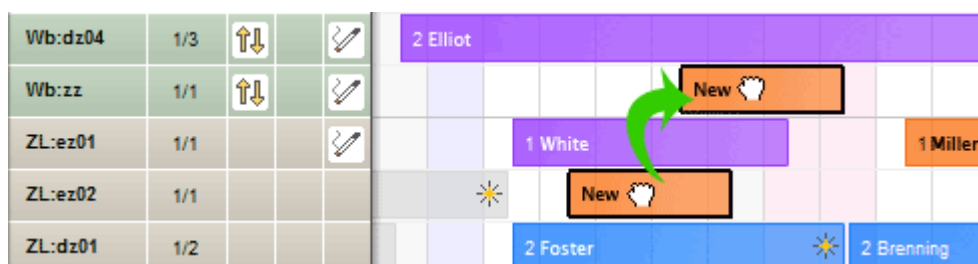 Wb:dz04 1/3 2 Elliot
Wb:zz 1/1 New
ZL:ez01 1/1 1 White 1 Miller
ZL:ez02 1/1 New
ZL:dz01 1/2 2 Foster 2 Brenning